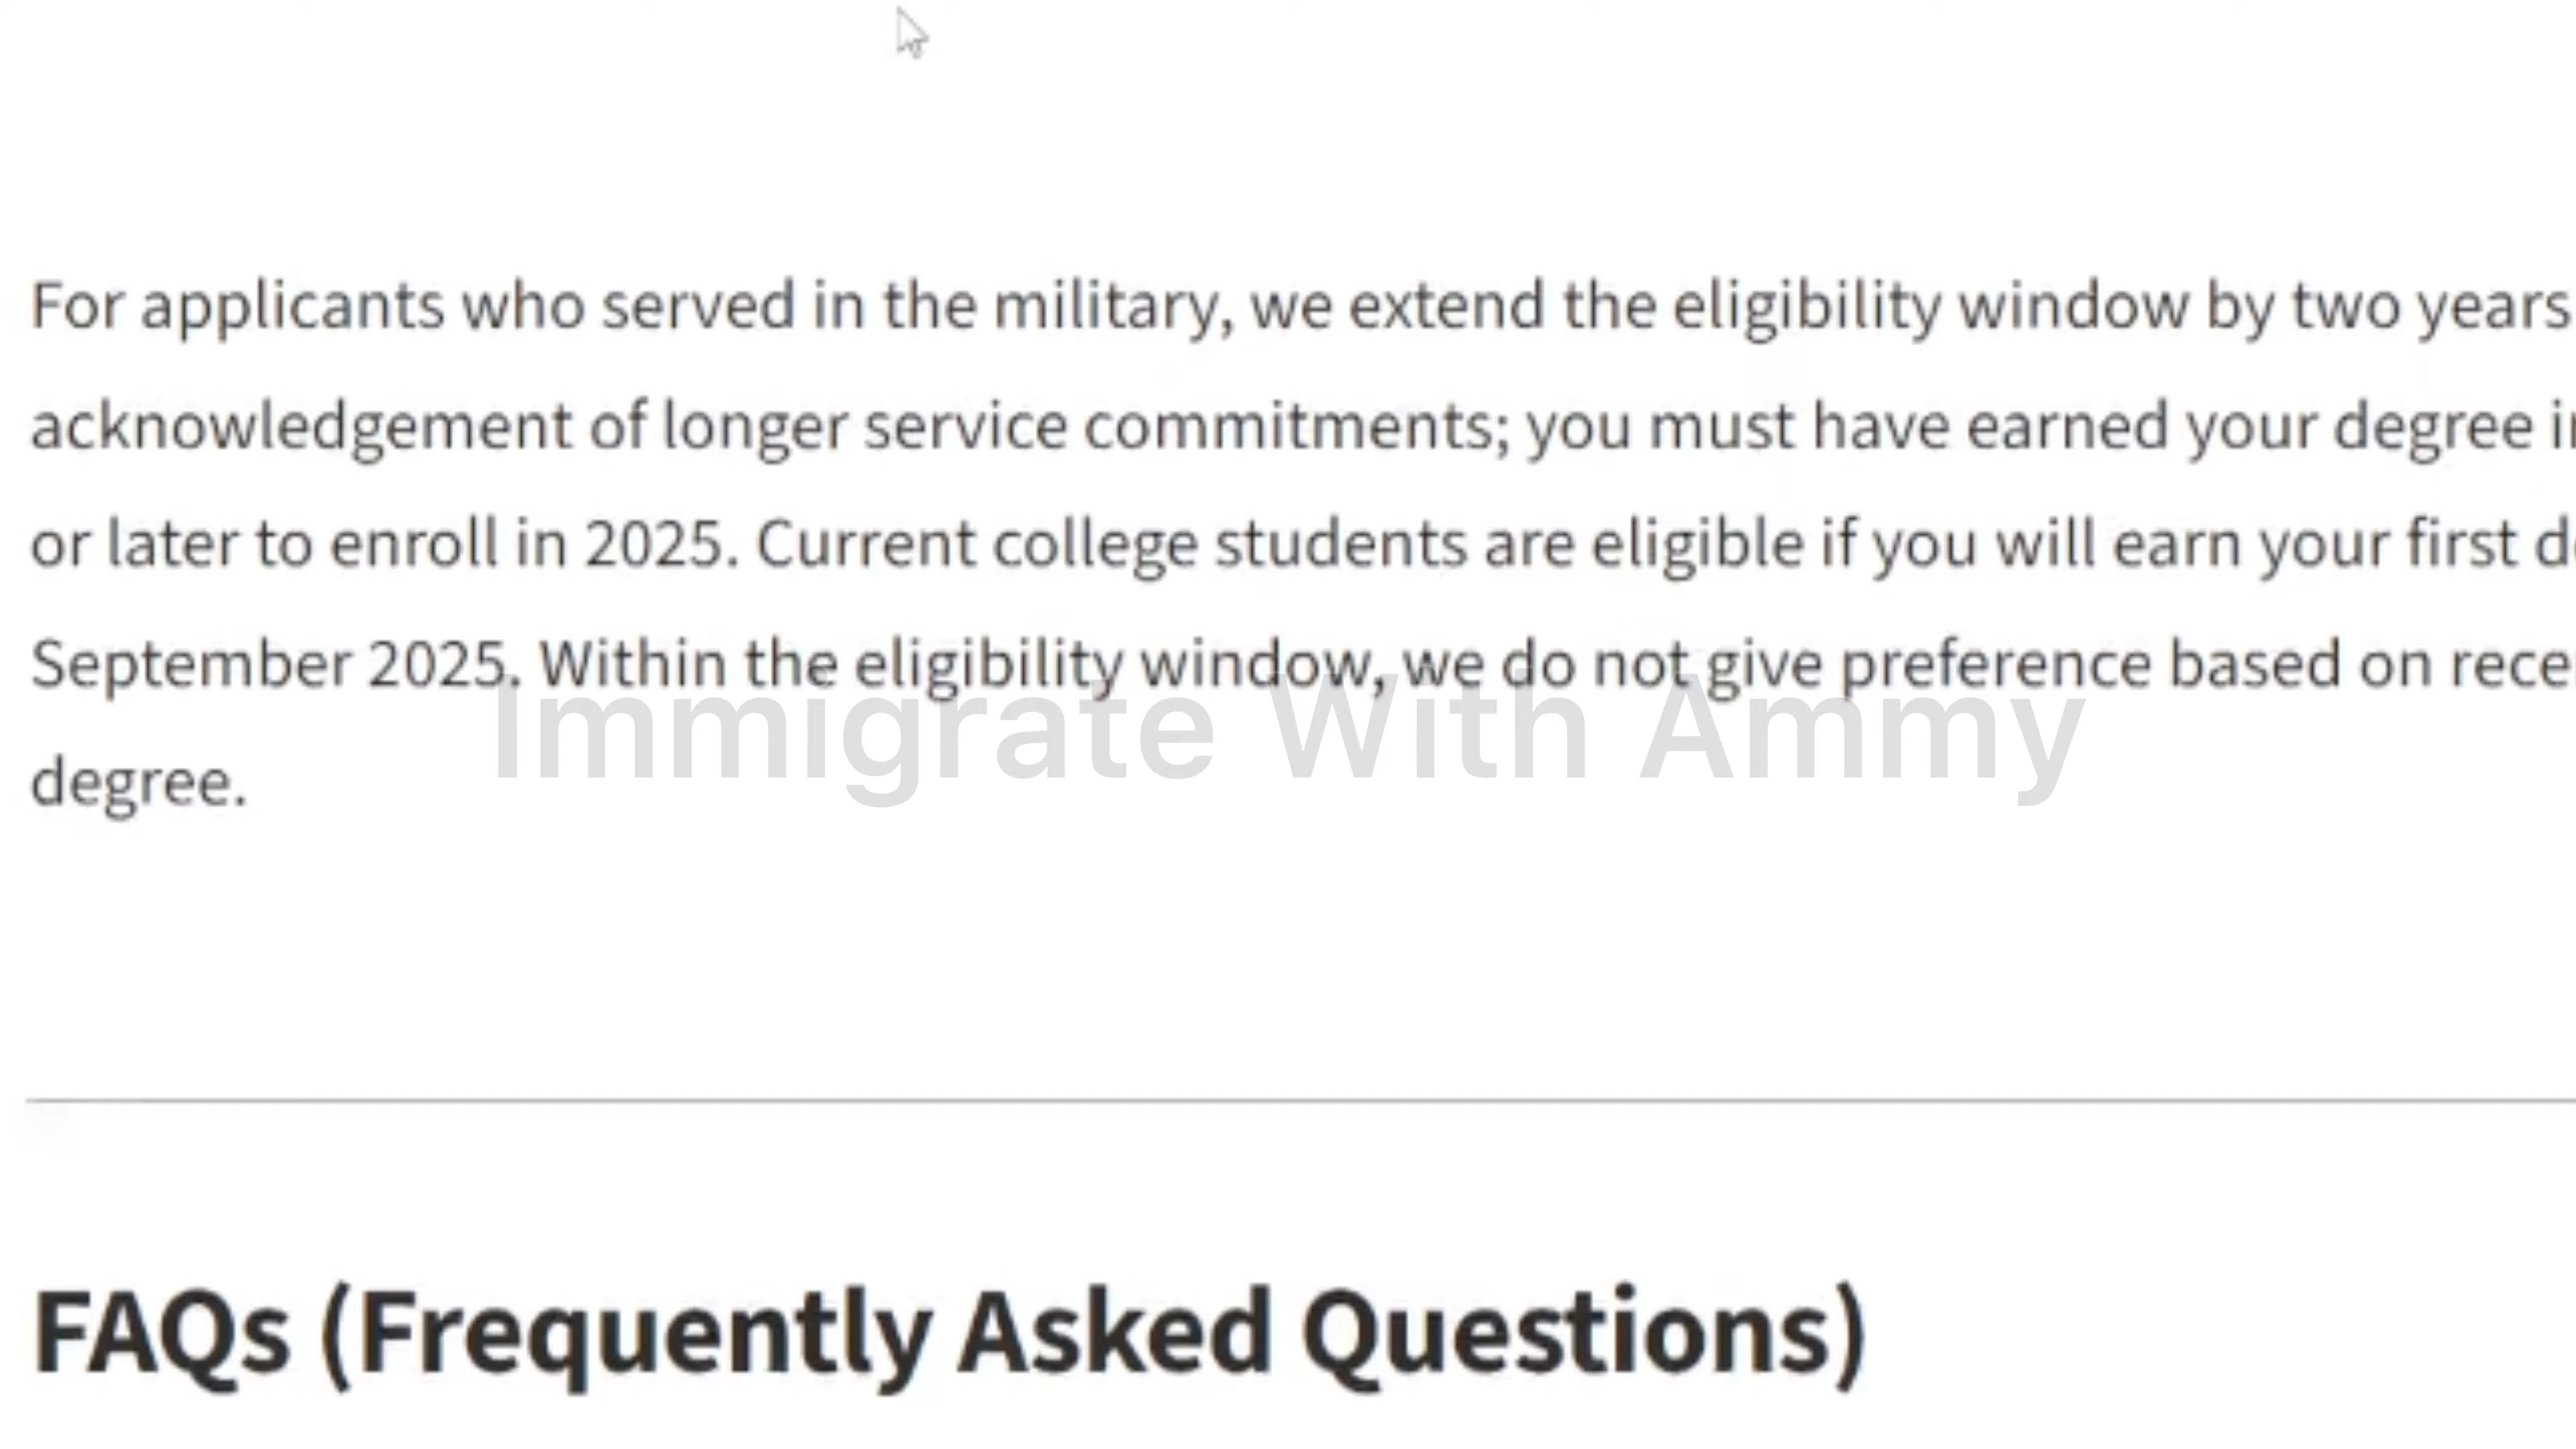 For applicants who served in the military, we extend the eligibility window by two years
acknowledgement of longer service commitments; you must have earned your degree
or later to enroll in 2025. Current college students are eligible if you will earn your first
September 2025. Within the eligibility window, we do not give preference based on
degree.
Immigrate With Ammy
FAQs (Frequently Asked Questions)